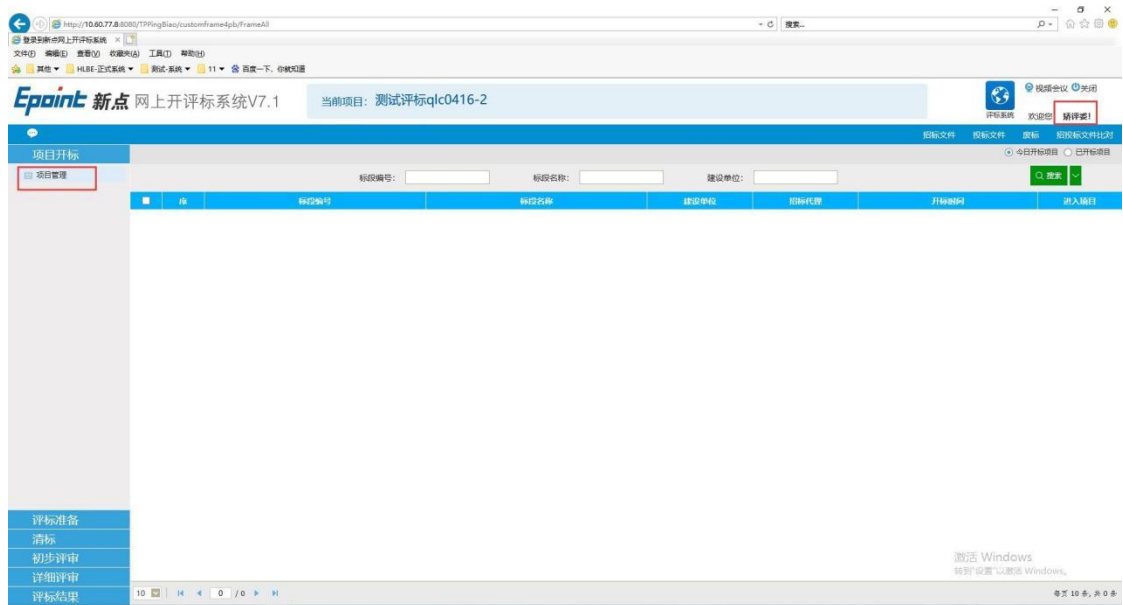 http://10.60.77.8:8080/TPPingBiao/customframe4pb/FrameAll
搜索...
登录到新点网上开评标系统
文件(F) 编辑(E) 查看(V) 收藏夹(A) 工具(T) 帮助(H)
其他 HLBE-正式系统 测试-系统 11 百度一下，你就知道
Epoint 新点 网上开评标系统V7.1
当前项目：测试评标qlc0416-2
评标系统
视频会议 关闭
欢迎您
招标文件 投标文件 废标 招投标文件比对
项目开标
今日开标项目 已开标项目
项目管理
标段编号：
标段名称：
建设单位：
搜索
序 标段编号 标段名称 建设单位 招标代理 开标时间 进入项目
评标准备
清标
初步评审
详细评审
评标结果
激活 Windows
转到"设置"以激活 Windows。
10
0 / 0
每页 10 条, 共 0 条